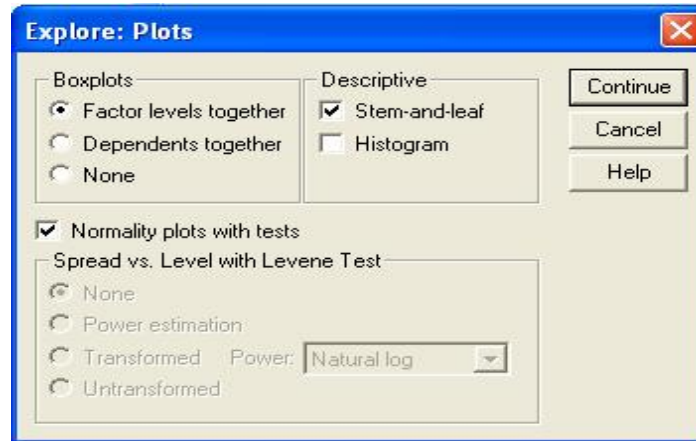 Explore: Plots
Boxplots
Factor levels together
Dependents together
None
Descriptive
Stem-and-leaf
Histogram
Continue
Cancel
Help
Normality plots with tests
Spread vs. Level with Levene Test
None
Power estimation
Transformed Power: Natural log
Untransformed